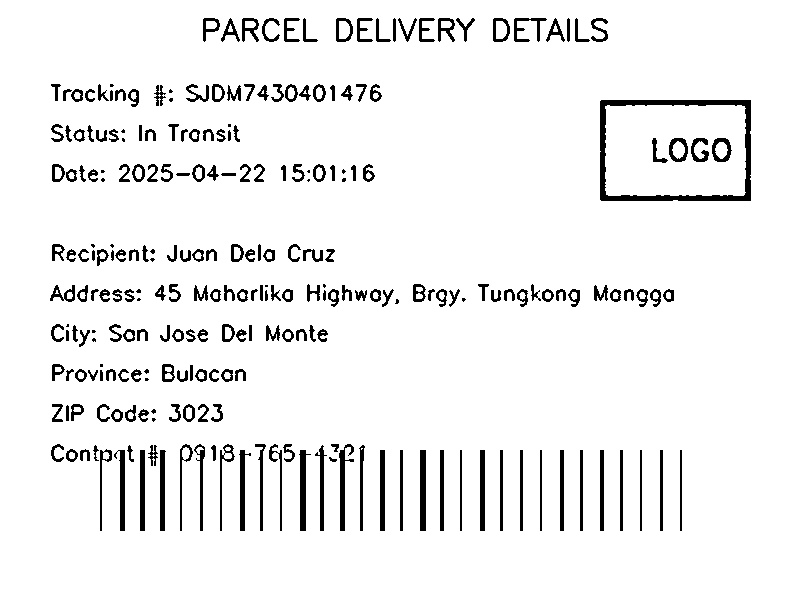 PARCEL DELIVERY DETAILS
Tracking #: SJDM7430401476
Status: In Transit
Date: 2025-04-22 15:01:16
LOGO
Recipient: Juan Dela Cruz
Address: 45 Maharlika Highway, Brgy. Tungkong Mangga
City: San Jose Del Monte
Province: Bulacan
ZIP Code: 3023
Contact #: 0918-765-4321